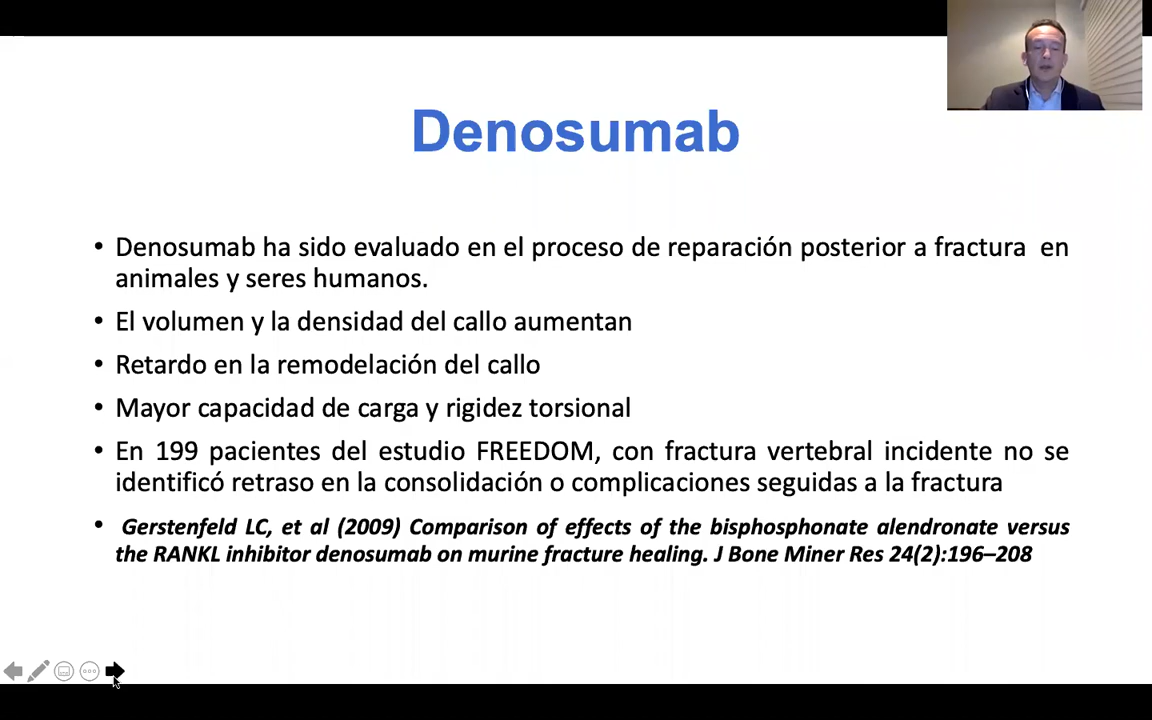 Denosumab
• Denosumab ha sido evaluado en el proceso de reparación posterior a fractura en
animales y seres humanos.
• El volumen y la densidad del callo aumentan
• Retardo en la remodelación del callo
• Mayor capacidad de carga y rigidez torsional
• En 199 pacientes del estudio FREEDOM, con fractura vertebral incidente no se
identificó retraso en la consolidación o complicaciones seguidas a la fractura
• Gerstenfeld LC, et al (2009) Comparison of effects of the bisphosphonate alendronate versus
the RANKL inhibitor denosumab on murine fracture healing. J Bone Miner Res 24(2):196–208